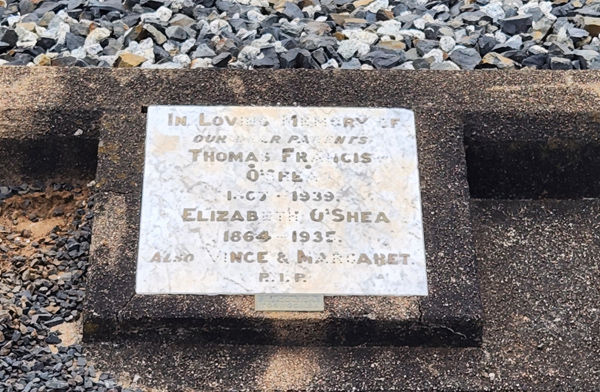 IN LOVING MEMORY OF
OUR DEAR PARENTS
THOMAS FRANCIS
O'SHEA
1939.
ELIZABETH O'SHEA
1864 - 1935.
ALSO VINCE & MARGARET.
R.I.P.